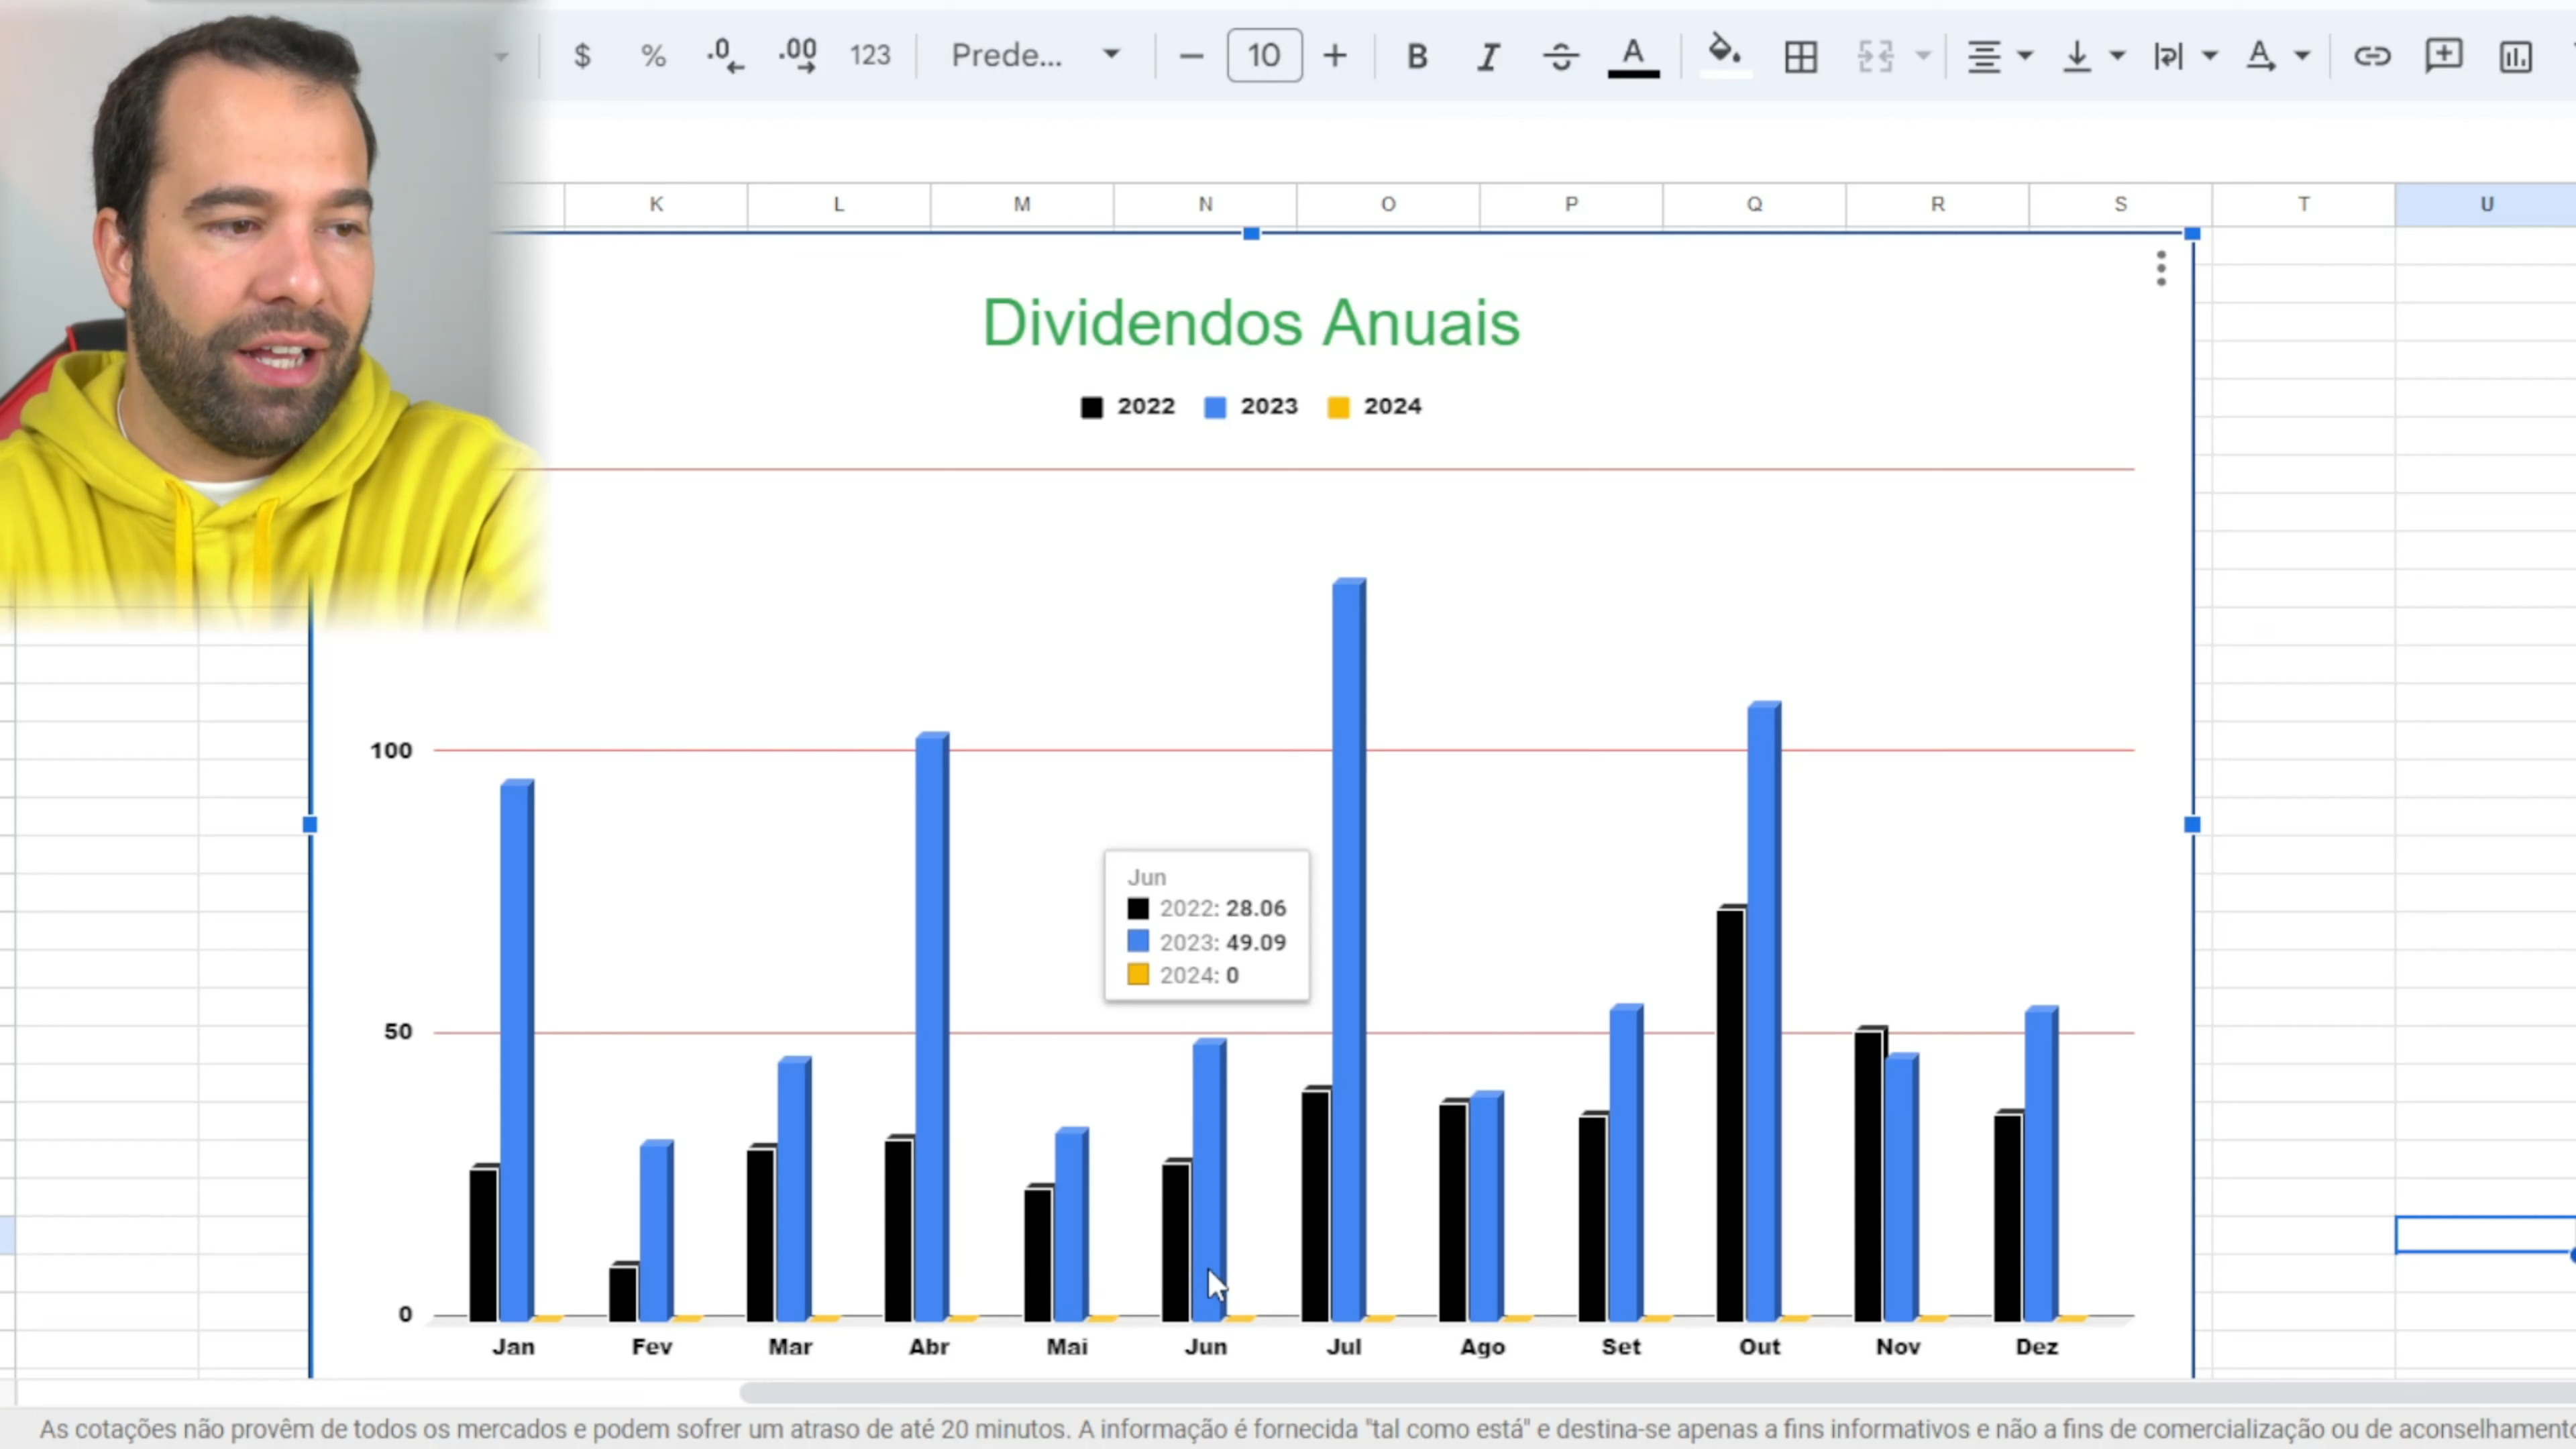 $ % .0 .00 123 Prede... 10 B I A A
K L M N O P Q R S T U
Dividendos Anuais
2022 2023 2024
100
Jun
2022: 28.06
2023: 49.09
2024: 0
50
0
Jan Fev Mar Abr Mai Jun Jul Ago Set Out Nov Dez
As cotações não provêm de todos os mercados e podem sofrer um atraso de até 20 minutos. A informação é fornecida "tal como está" e destina-se apenas a fins informativos e não a fins de comercialização ou de aconselhament